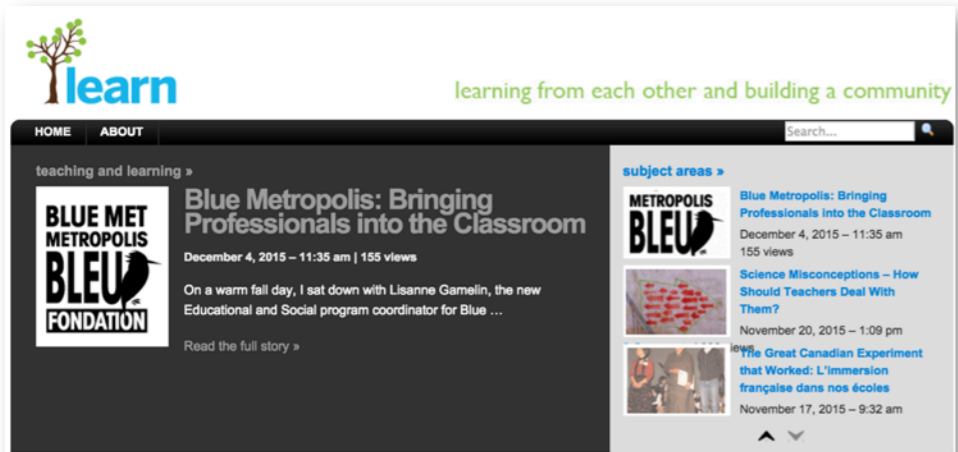 learn
learning from each other and building a community
HOME ABOUT
Search...
teaching and learning »
BLUE MET
METROPOLIS
BLEU
FONDATION
Blue Metropolis: Bringing
Professionals into the Classroom
December 4, 2015 – 11:35 am | 155 views
On a warm fall day, I sat down with Lisanne Gamelin, the new
Educational and Social program coordinator for Blue ...
Read the full story »
subject areas »
METROPOLIS
BLEU
Blue Metropolis: Bringing
Professionals into the Classroom
December 4, 2015 – 11:35 am
155 views
Science Misconceptions – How
Should Teachers Deal With
Them?
November 20, 2015 – 1:09 pm
The Great Canadian Experiment
that Worked: L'immersion
française dans nos écoles
November 17, 2015 – 9:32 am